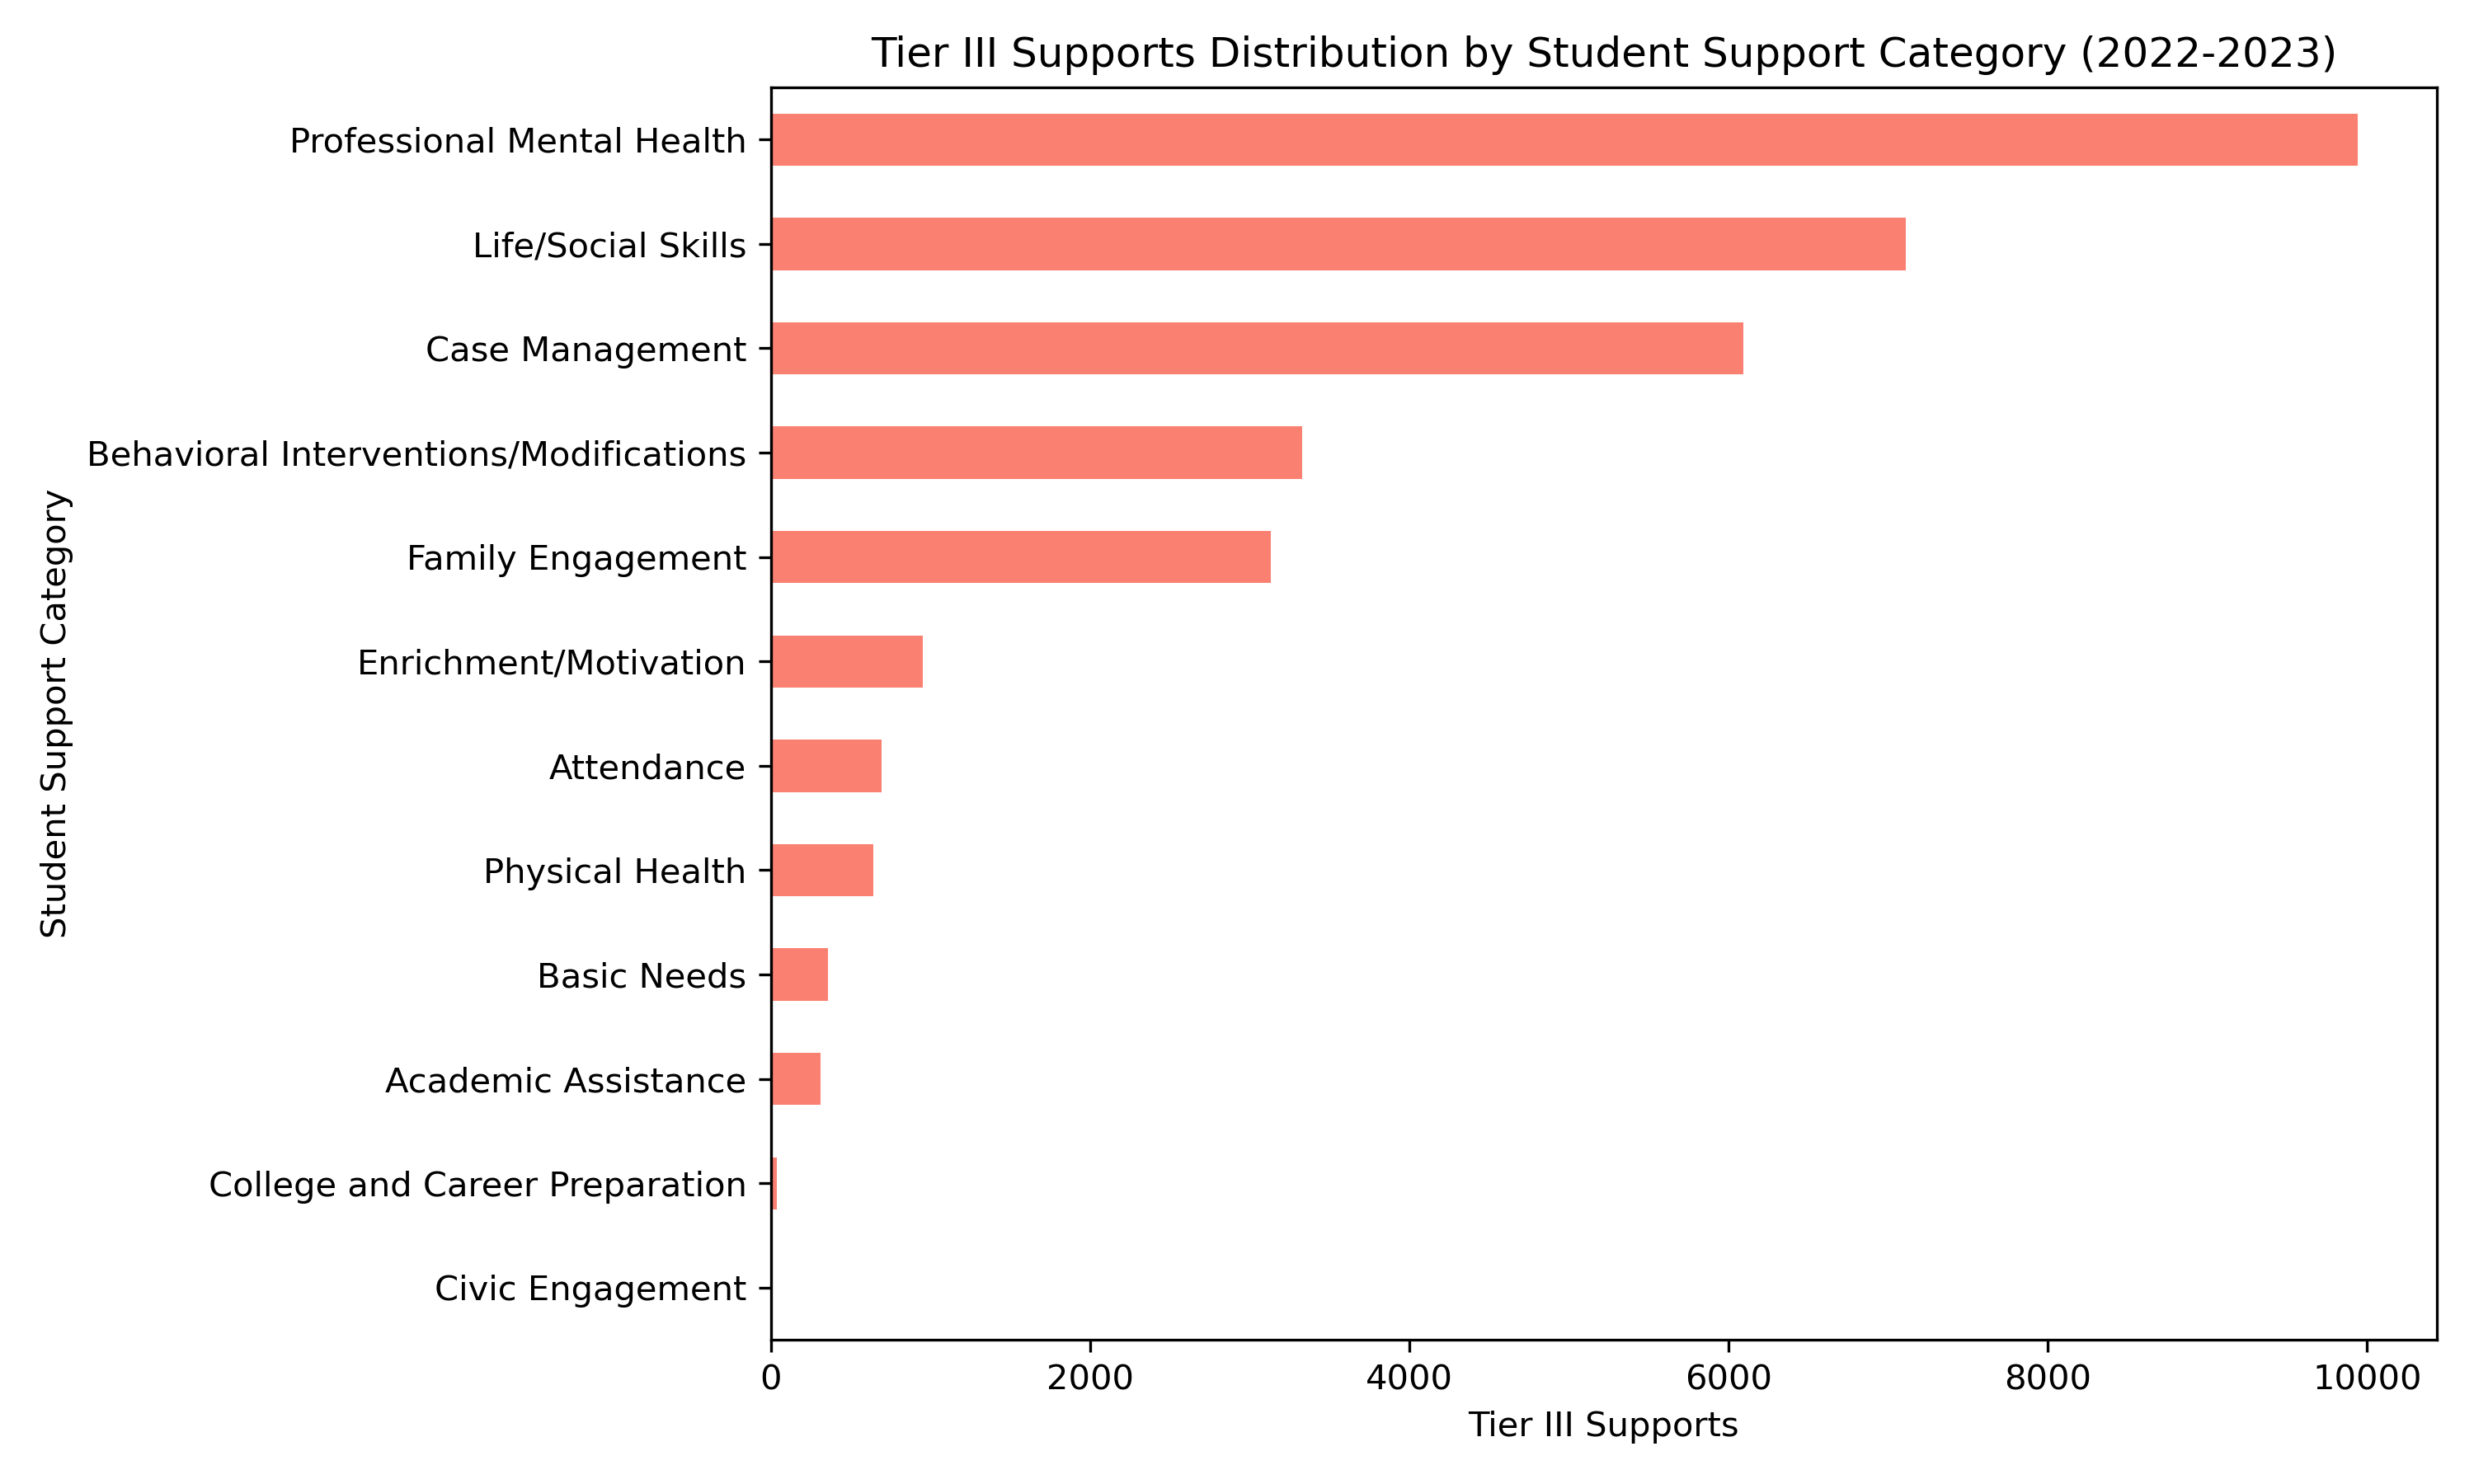 Tier III Supports Distribution by Student Support Category (2022-2023)
Student Support Category
Professional Mental Health
Life/Social Skills
Case Management
Behavioral Interventions/Modifications
Family Engagement
Enrichment/Motivation
Attendance
Physical Health
Basic Needs
Academic Assistance
College and Career Preparation
Civic Engagement
0 2000 4000 6000 8000 10000
Tier III Supports